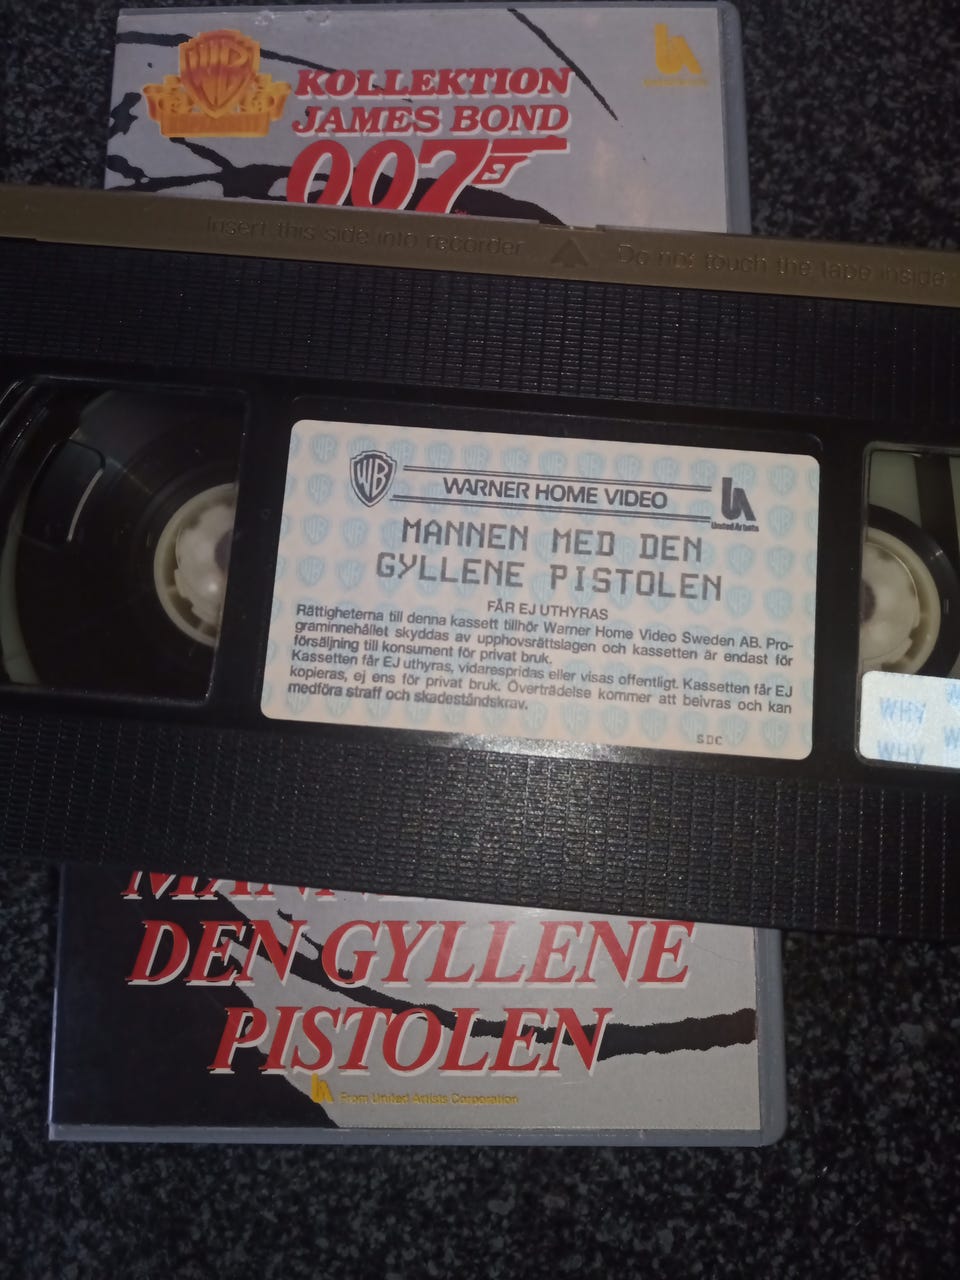 KOLLEKTION
JAMES BOND
007
Insert this side into recorder Do not touch the tape inside
WB
WARNER HOME VIDEO
United Artists
MANNEN MED DEN
GYLLENE PISTOLEN
FÅR EJ UTHYRAS
Rättigheterna till denna kassett tillhör Warner Home Video Sweden AB. Pro-
graminnehållet skyddas av upphovsrättslagen och kassetten är endast för
försäljning till konsument för privat bruk.
Kassetten får EJ uthyras, vidarespridas eller visas offentligt. Kassetten får EJ
kopieras, ej ens för privat bruk. Överträdelse kommer att beivras och kan
medföra straff och skadeståndskrav.
SDC
WHV
WHV
DEN GYLLENE
PISTOLEN
From United Artists Corporation